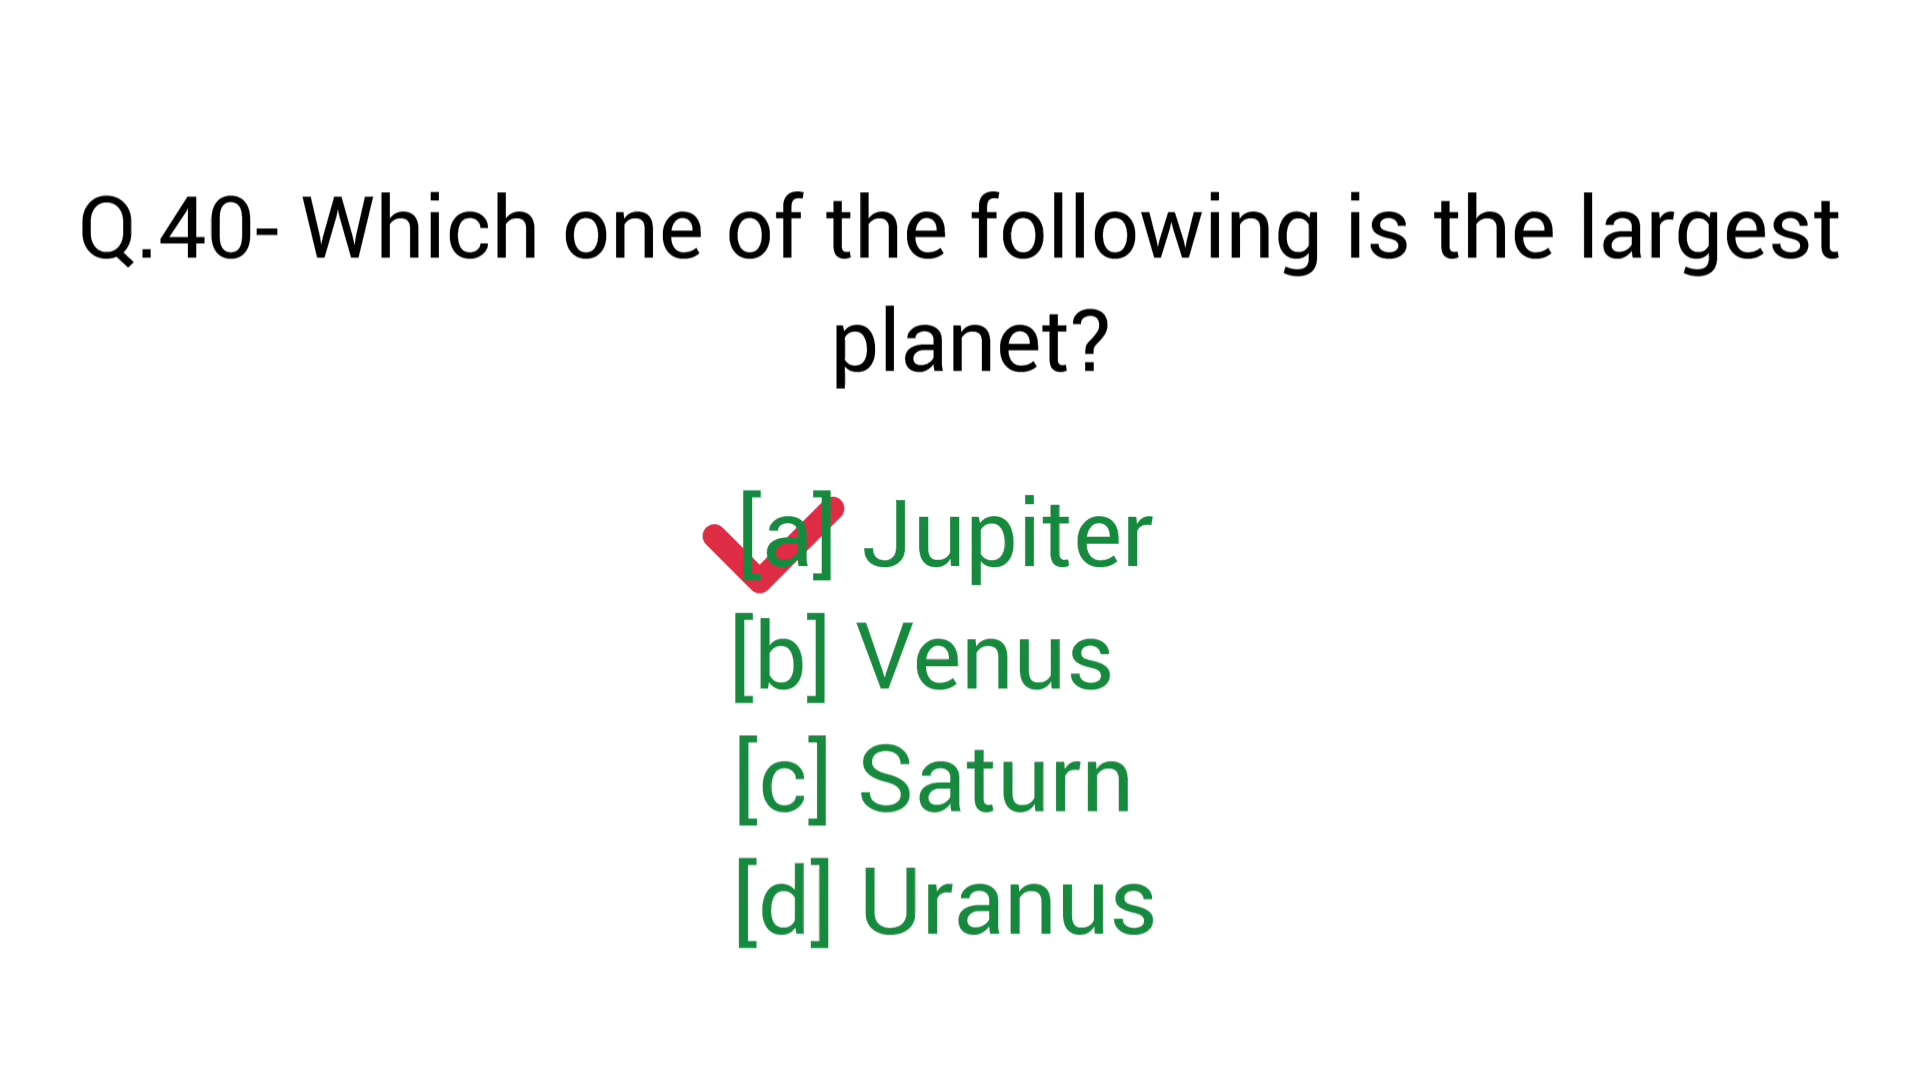 Q.40- Which one of the following is the largest
planet?
[a] Jupiter
[b] Venus
[c] Saturn
[d] Uranus